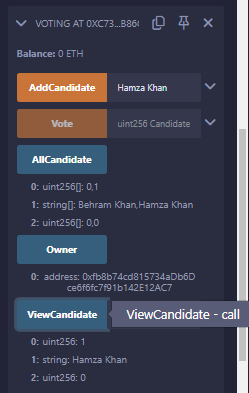 VOTING AT 0XC73...B860
Balance: 0 ETH
AddCandidate Hamza Khan
Vote uint256 Candidate
AllCandidate
0: uint256[]: 0,1
1: string[]: Behram Khan,Hamza Khan
2: uint256[]: 0,0
Owner
0: address: 0xfb8b74cd815734aDb6D
ce6f6fc7f91b142E12AC7
ViewCandidate ViewCandidate - call
0: uint256: 1
1: string: Hamza Khan
2: uint256: 0